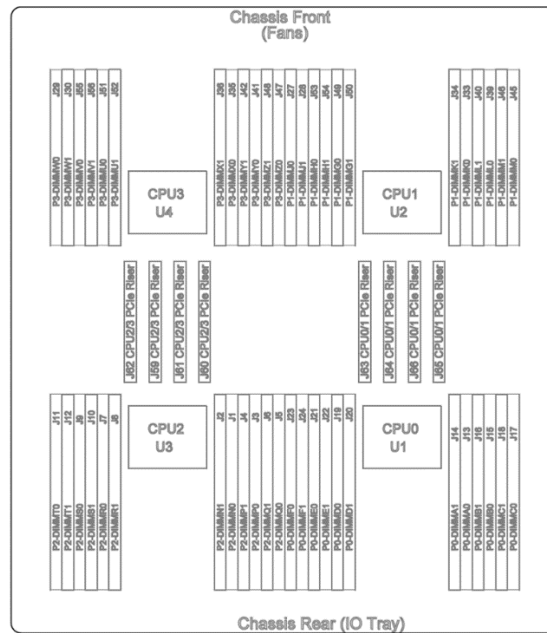 Chassis Front
(Fans)
J29
J30
J55
J56
J51
J52
P3-DIMMW0
P3-DIMMW1
P3-DIMMV0
P3-DIMMV1
P3-DIMMU0
P3-DIMMU1
CPU3
U4
J36
J35
J42
J41
J48
J47
J27
J28
J53
J54
J49
J50
P3-DIMMX1
P3-DIMMX0
P3-DIMMY1
P3-DIMMY0
P3-DIMMZ1
P3-DIMMZ0
P1-DIMMJ0
P1-DIMMJ1
P1-DIMMH0
P1-DIMMH1
P1-DIMMG0
P1-DIMMG1
CPU1
U2
J34
J33
J40
J39
J46
J45
P1-DIMMK1
P1-DIMMK0
P1-DIMML1
P1-DIMML0
P1-DIMMM1
P1-DIMMM0
J62 CPU2/3 PCIe Riser
J59 CPU2/3 PCIe Riser
J61 CPU2/3 PCIe Riser
J60 CPU2/3 PCIe Riser
J63 CPU0/1 PCIe Riser
J64 CPU0/1 PCIe Riser
J66 CPU0/1 PCIe Riser
J65 CPU0/1 PCIe Riser
J11
J12
J9
J10
J7
J8
P2-DIMMT0
P2-DIMMT1
P2-DIMMS0
P2-DIMMS1
P2-DIMMR0
P2-DIMMR1
CPU2
U3
J2
J1
J4
J3
J6
J5
J23
J24
J21
J22
J19
J20
P2-DIMMN1
P2-DIMMN0
P2-DIMMP1
P2-DIMMP0
P2-DIMMQ1
P2-DIMMQ0
P0-DIMMF0
P0-DIMMF1
P0-DIMME0
P0-DIMME1
P0-DIMMD0
P0-DIMMD1
CPU0
U1
J14
J13
J16
J15
J18
J17
P0-DIMMA1
P0-DIMMA0
P0-DIMMB1
P0-DIMMB0
P0-DIMMC1
P0-DIMMC0
Chassis Rear (IO Tray)